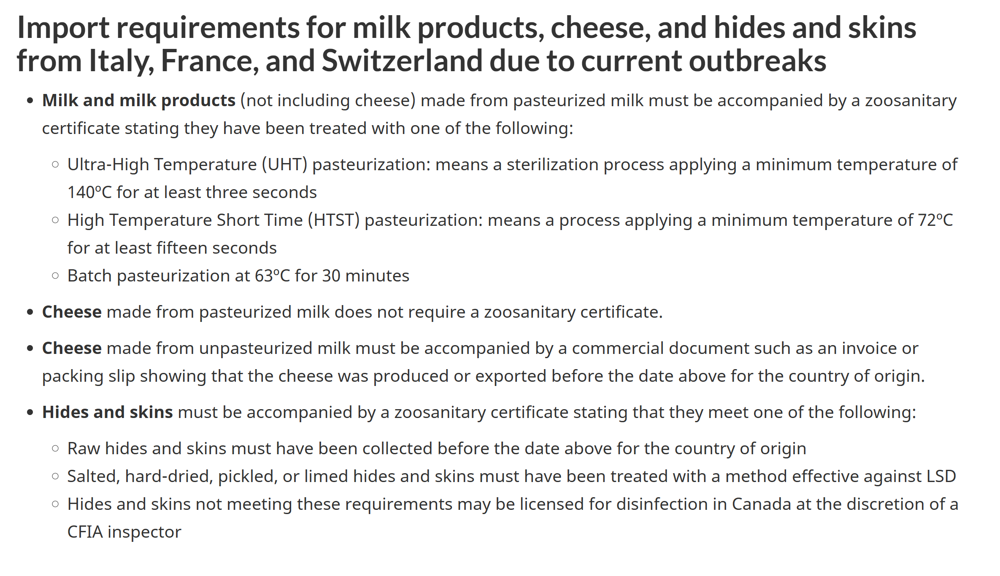 Import requirements for milk products, cheese, and hides and skins
from Italy, France, and Switzerland due to current outbreaks
• Milk and milk products (not including cheese) made from pasteurized milk must be accompanied by a zoosanitary
certificate stating they have been treated with one of the following:
○ Ultra-High Temperature (UHT) pasteurization: means a sterilization process applying a minimum temperature of
140ºC for at least three seconds
○ High Temperature Short Time (HTST) pasteurization: means a process applying a minimum temperature of 72ºC
for at least fifteen seconds
○ Batch pasteurization at 63ºC for 30 minutes
• Cheese made from pasteurized milk does not require a zoosanitary certificate.
• Cheese made from unpasteurized milk must be accompanied by a commercial document such as an invoice or
packing slip showing that the cheese was produced or exported before the date above for the country of origin.
• Hides and skins must be accompanied by a zoosanitary certificate stating that they meet one of the following:
○ Raw hides and skins must have been collected before the date above for the country of origin
○ Salted, hard-dried, pickled, or limed hides and skins must have been treated with a method effective against LSD
○ Hides and skins not meeting these requirements may be licensed for disinfection in Canada at the discretion of a
CFIA inspector